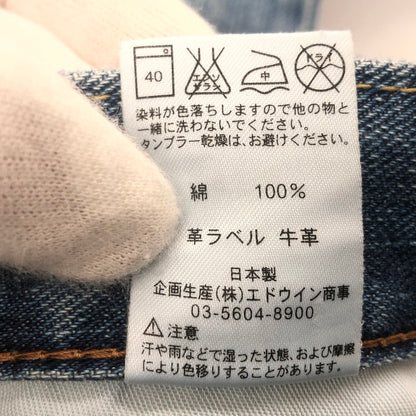 40 エンソサラシ 中 ドライ
染料が色落ちしますので他の物と
一緒に洗わないでください。
タンブラー乾燥は、お避けください。
綿 100%
革ラベル 牛革
日本製
企画生産(株)エドウイン商事
03-5604-8900
⚠注意
汗や雨などで湿った状態、および摩擦
により色移りすることがあります。